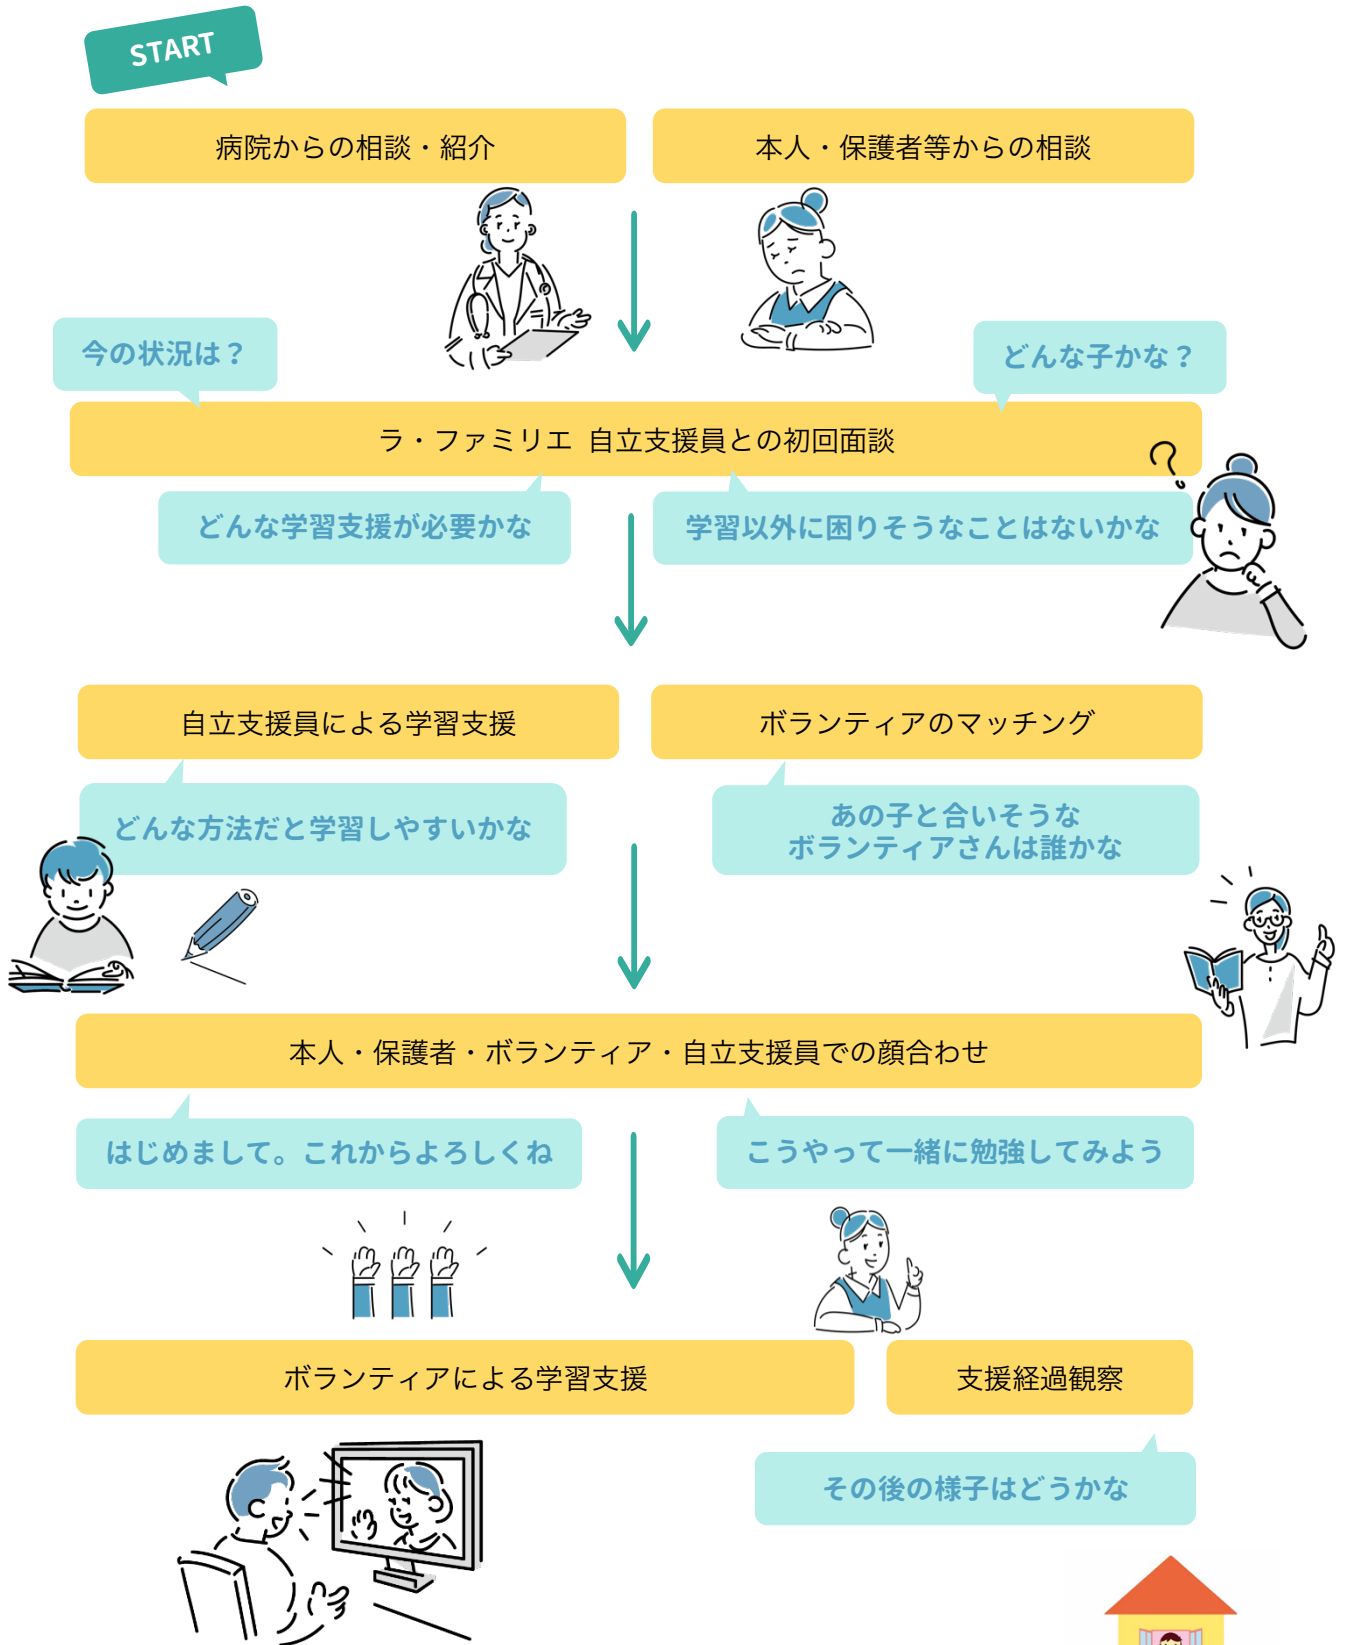 START
病院からの相談・紹介
本人・保護者等からの相談
今の状況は？
どんな子かな？
ラ・ファミリエ 自立支援員との初回面談
どんな学習支援が必要かな
学習以外に困りそうなことはないかな
自立支援員による学習支援
ボランティアのマッチング
どんな方法だと学習しやすいかな
あの子と合いそうな
ボランティアさんは誰かな
本人・保護者・ボランティア・自立支援員での顔合わせ
はじめまして。これからよろしくね
こうやって一緒に勉強してみよう
ボランティアによる学習支援
支援経過観察
その後の様子はどうかな